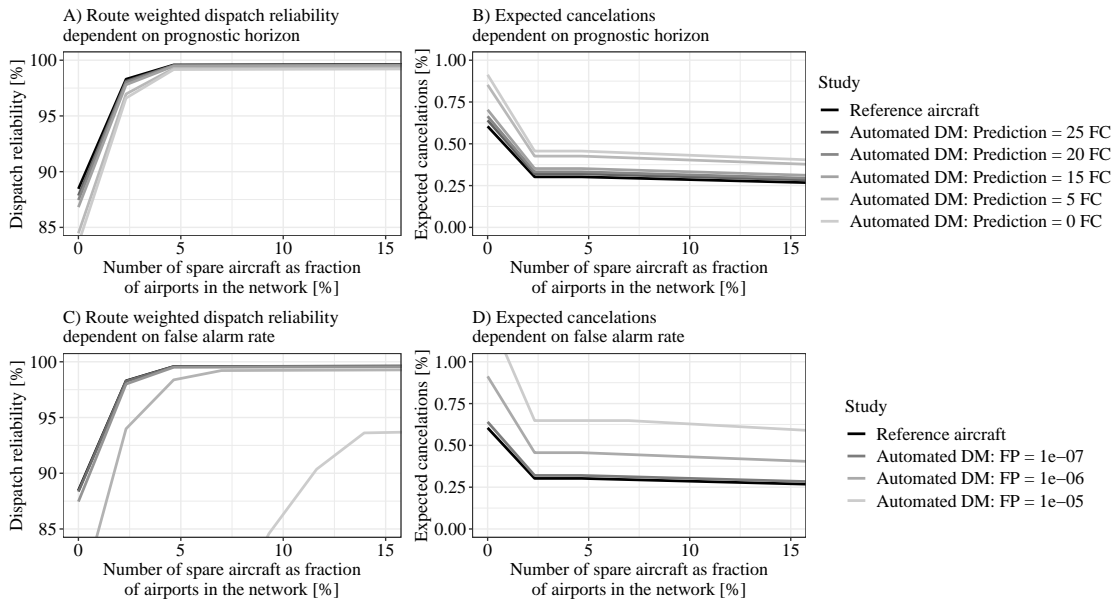 A) Route weighted dispatch reliability
dependent on prognostic horizon
Dispatch reliability [%]
100
95
90
85
0
5
10
15
Number of spare aircraft as fraction
of airports in the network [%]
B) Expected cancelations
dependent on prognostic horizon
Expected cancelations [%]
1.00
0.75
0.50
0.25
0.00
0
5
10
15
Number of spare aircraft as fraction
of airports in the network [%]
Study
Reference aircraft
Automated DM: Prediction = 25 FC
Automated DM: Prediction = 20 FC
Automated DM: Prediction = 15 FC
Automated DM: Prediction = 5 FC
Automated DM: Prediction = 0 FC
C) Route weighted dispatch reliability
dependent on false alarm rate
Dispatch reliability [%]
100
95
90
85
0
5
10
15
Number of spare aircraft as fraction
of airports in the network [%]
D) Expected cancelations
dependent on false alarm rate
Expected cancelations [%]
1.00
0.75
0.50
0.25
0.00
0
5
10
15
Number of spare aircraft as fraction
of airports in the network [%]
Study
Reference aircraft
Automated DM: FP = 1e−07
Automated DM: FP = 1e−06
Automated DM: FP = 1e−05